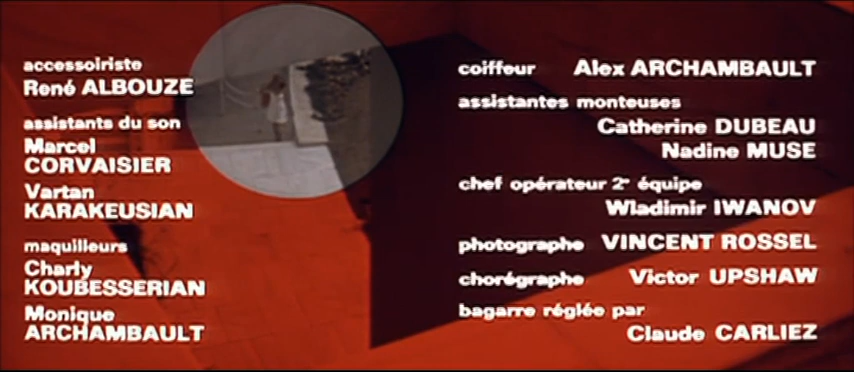 accessoiriste
René ALBOUZE
assistants du son
Marcel
CORVAISIER
Vartan
KARAKEUSIAN
maquilleurs
Charly
KOUBESSERIAN
Monique
ARCHAMBAULT
coiffeur Alex ARCHAMBAULT
assistantes monteuses
Catherine DUBEAU
Nadine MUSE
chef opérateur 2e équipe
Wladimir IWANOV
photographe VINCENT ROSSEL
chorégraphe Victor UPSHAW
bagarre réglée par
Claude CARLIEZ